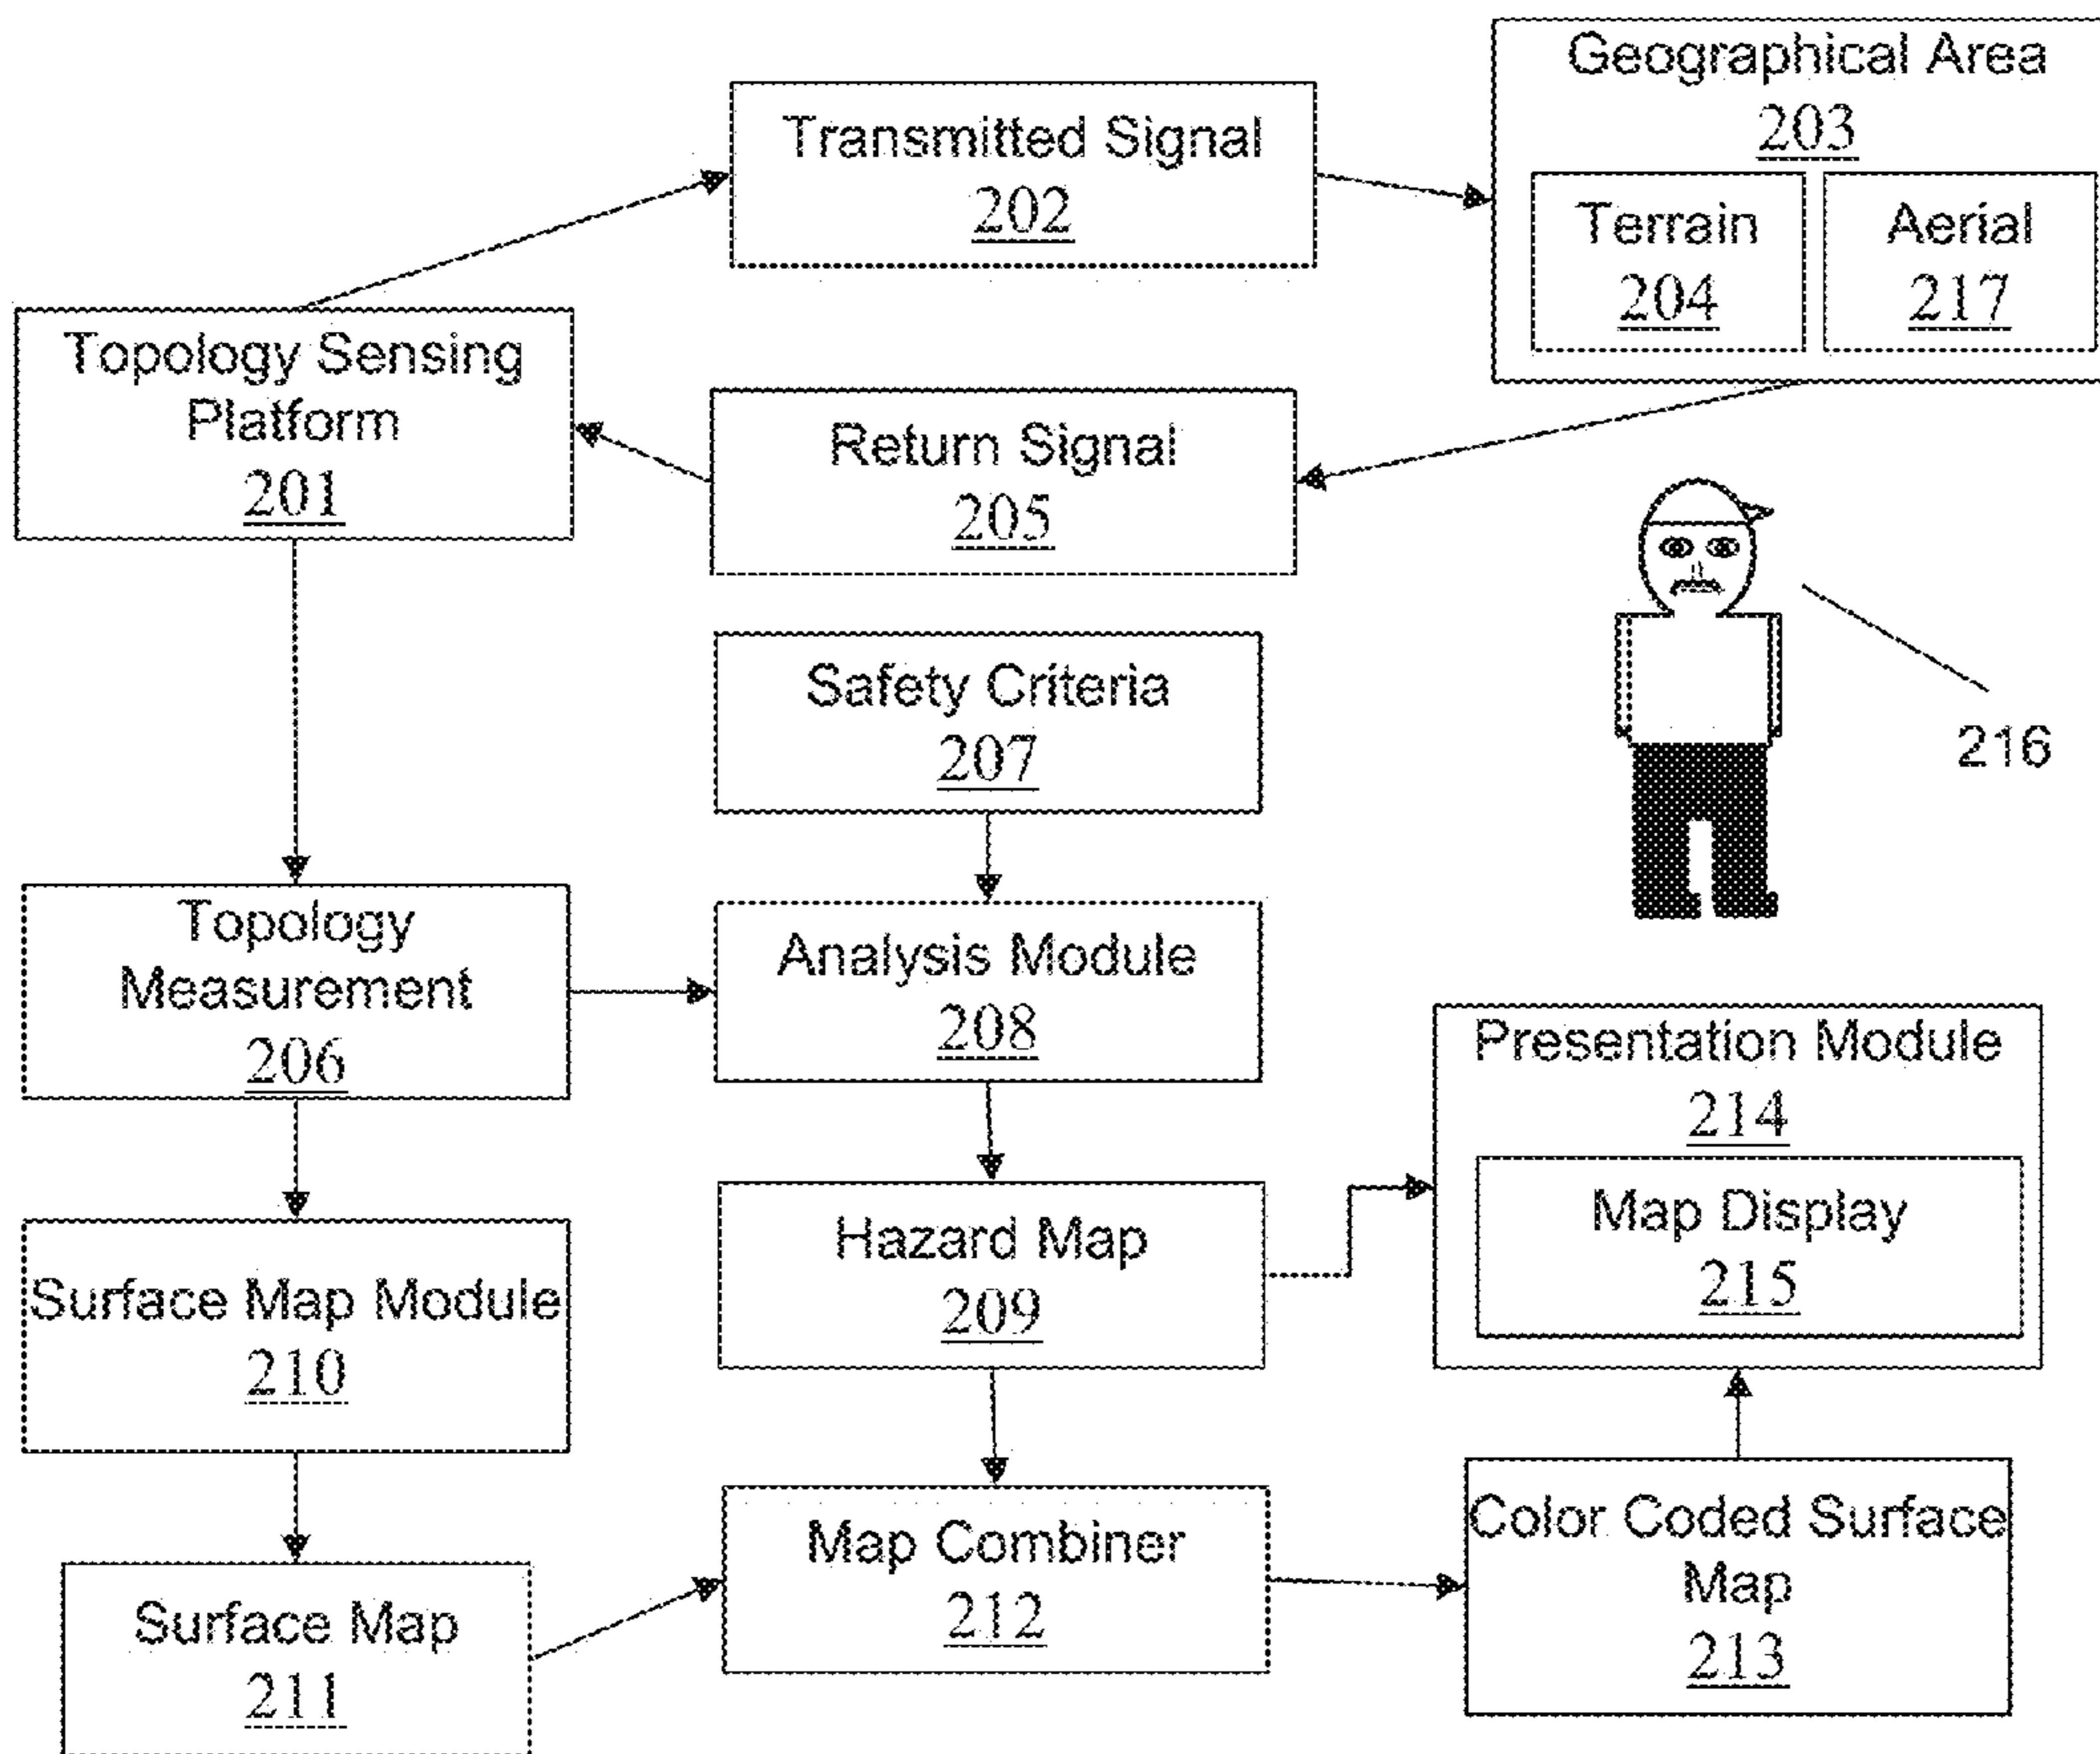 Geographical Area
203
Transmitted Signal
202
Terrain
204
Aerial
217
Topology Sensing
Platform
201
Return Signal
205
Safety Criteria
207
216
Topology
Measurement
206
Analysis Module
208
Presentation Module
214
Map Display
215
Surface Map Module
210
Hazard Map
209
Map Combiner
212
Color Coded Surface
Map
213
Surface Map
211